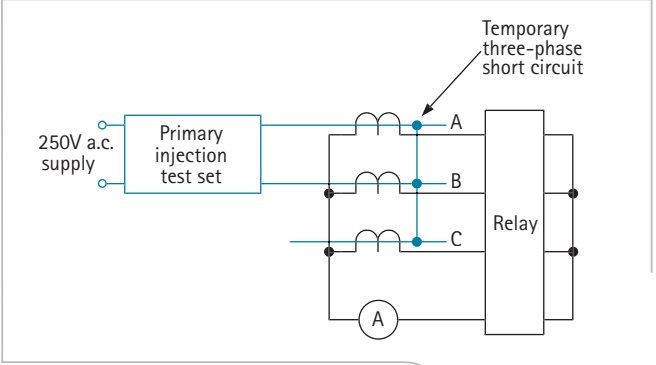 Temporary
three-phase
short circuit
A
250V a.c.
supply
Primary
injection
test set
B
Relay
C
A